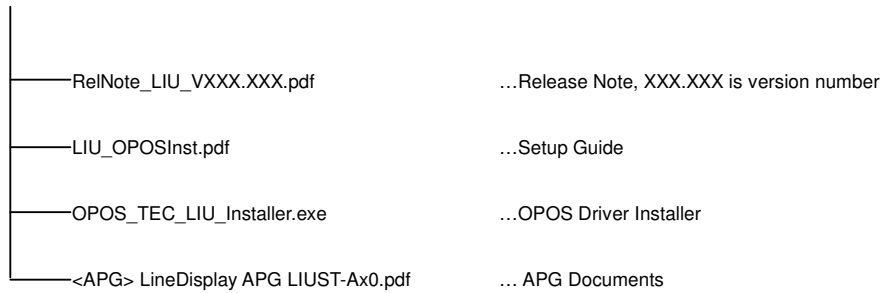 RelNote_LIU_VXXX.XXX.pdf …Release Note, XXX.XXX is version number
LIU_OPOSInst.pdf …Setup Guide
OPOS_TEC_LIU_Installer.exe …OPOS Driver Installer
<APG> LineDisplay APG LIUST-Ax0.pdf … APG Documents